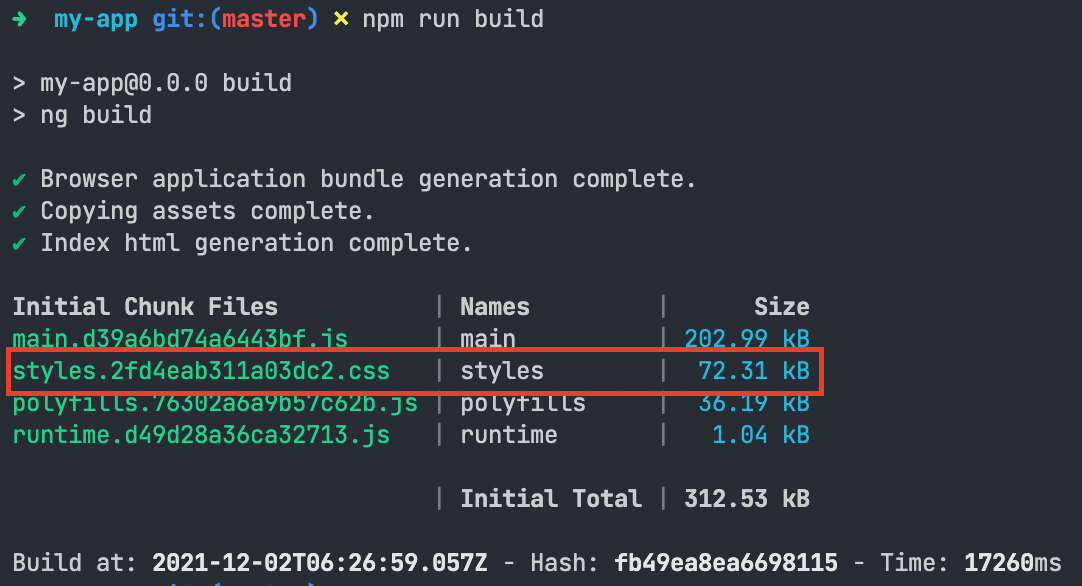 ➜ my-app git:(master) ✗ npm run build
> my-app@0.0.0 build
> ng build
✔ Browser application bundle generation complete.
✔ Copying assets complete.
✔ Index html generation complete.
Initial Chunk Files | Names | Size
main.d39a6bd74a6443bf.js | main | 202.99 kB
styles.2fd4eab311a03dc2.css | styles | 72.31 kB
polyfills.76302a6a9b57c62b.js | polyfills | 36.19 kB
runtime.d49d28a36ca32713.js | runtime | 1.04 kB
| Initial Total | 312.53 kB
Build at: 2021-12-02T06:26:59.057Z - Hash: fb49ea8ea6698115 - Time: 17260ms